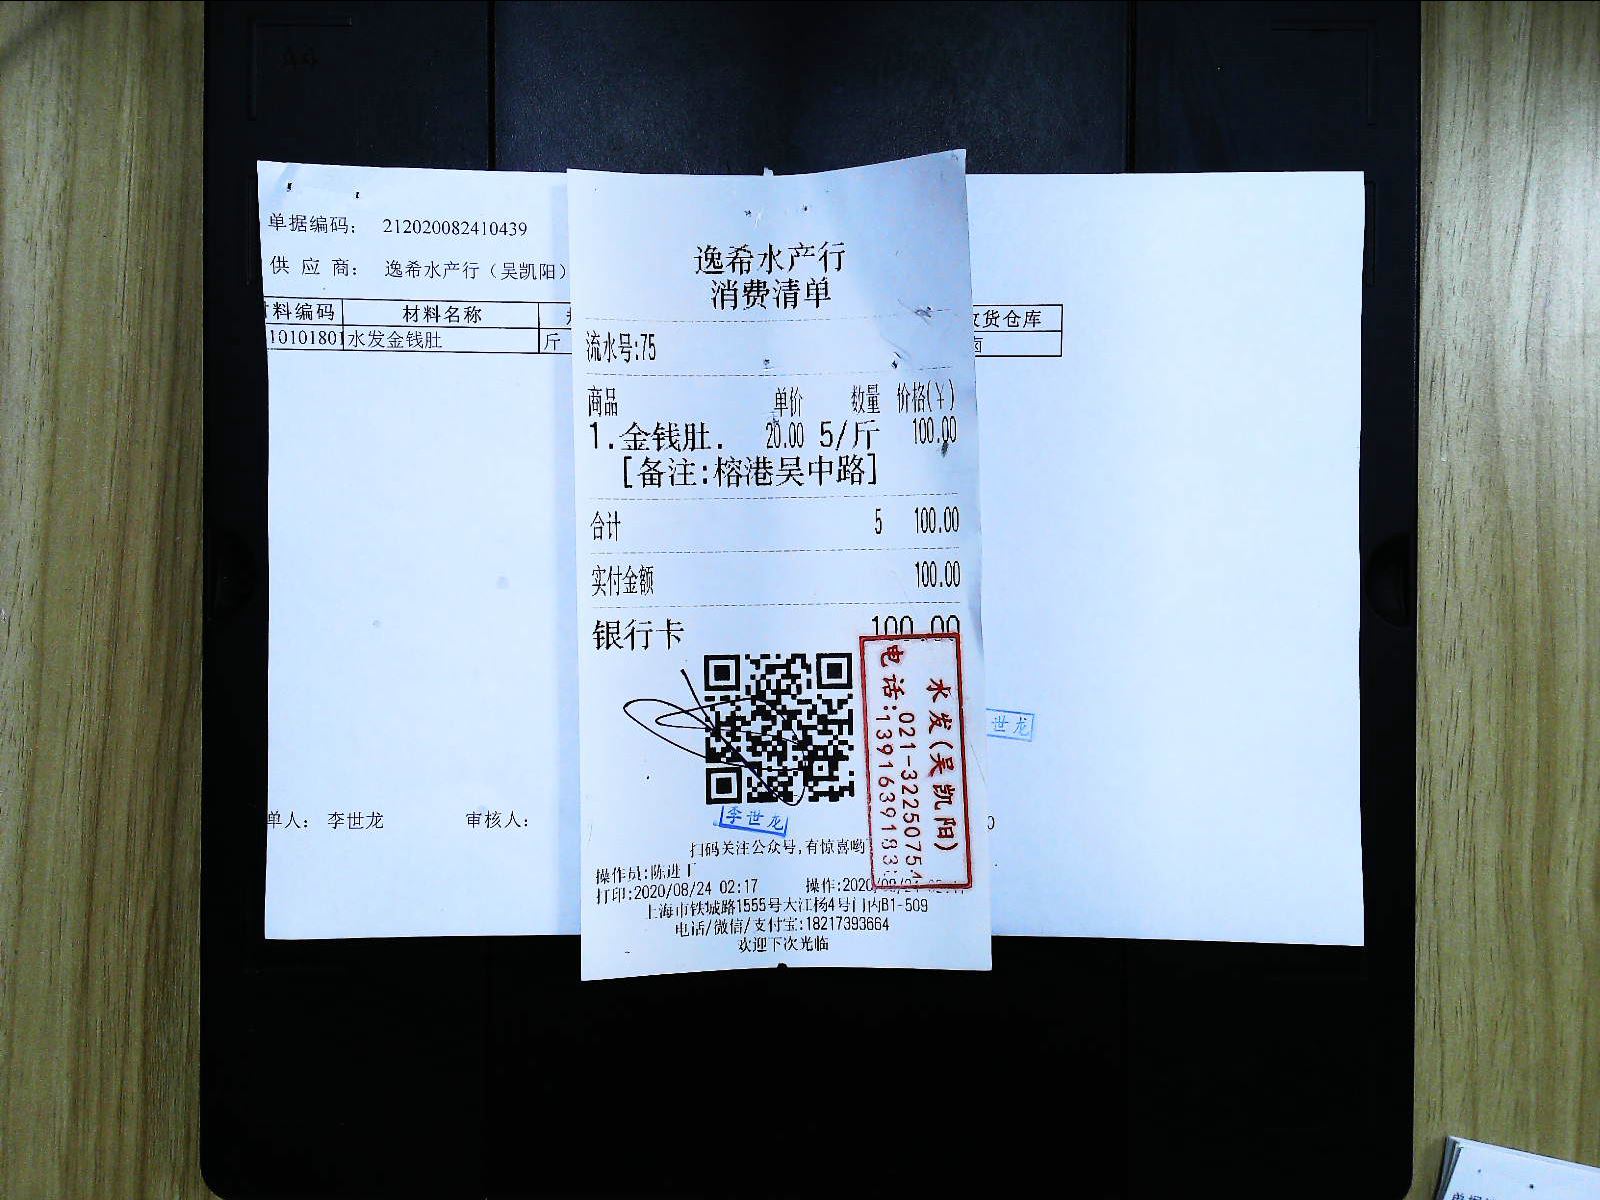 单据编码： 212020082410439
供 应 商： 逸希水产行（吴凯阳）
料编码 材料名称
10101801 水发金钱肚 斤
货仓库
单人： 李世龙 审核人：
世龙
逸希水产行
消费清单
流水号:75
商品 单价 数量 价格(￥)
1.金钱肚. 20.00 5/斤 100.00
[备注:榕港吴中路]
合计 5 100.00
实付金额 100.00
银行卡 100.00
水发(吴凯阳)
电话:021-32250754
13916391183
李世龙
扫码关注公众号,有惊喜哟
操作员:陈进丁
打印:2020/08/24 02:17 操作:2020/08/2
上海市铁城路1555号大江杨4号门内B1-509
电话/微信/支付宝:18217393664
欢迎下次光临